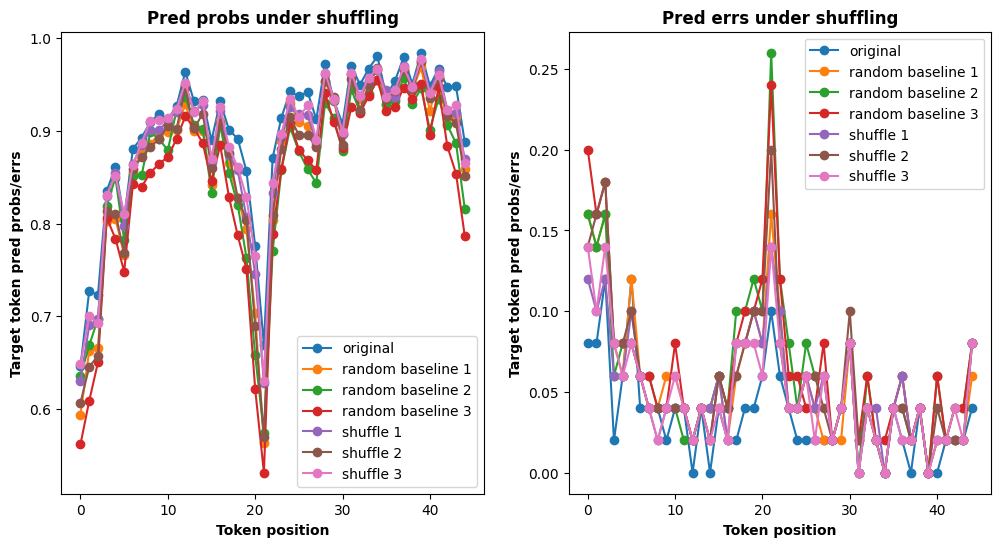 Pred probs under shuffling
Target token pred probs/errs
1.0
0.9
0.8
0.7
0.6
original
random baseline 1
random baseline 2
random baseline 3
shuffle 1
shuffle 2
shuffle 3
0
10
20
30
40
Token position
Pred errs under shuffling
Target token pred probs/errs
0.25
0.20
0.15
0.10
0.05
0.00
original
random baseline 1
random baseline 2
random baseline 3
shuffle 1
shuffle 2
shuffle 3
0
10
20
30
40
Token position